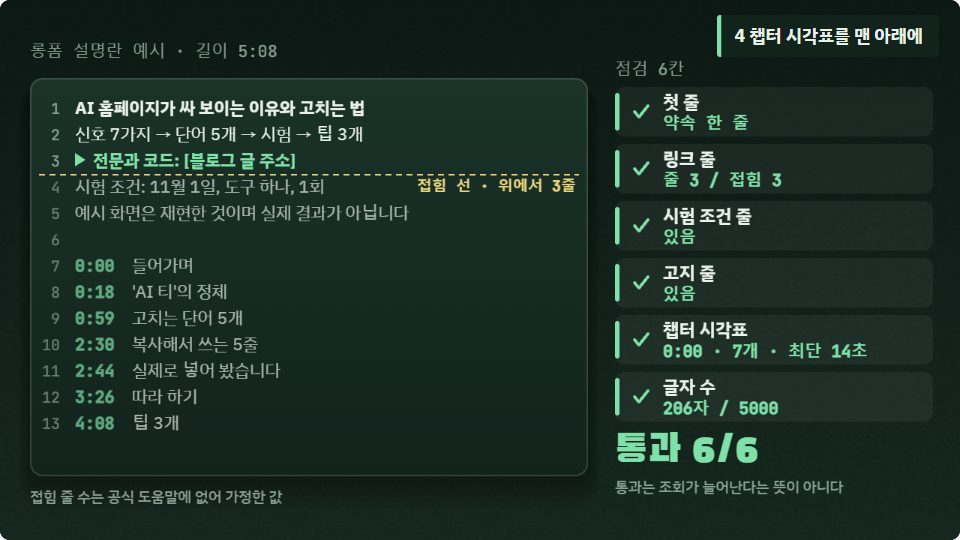 4 챕터 시각표를 맨 아래에
롱폼 설명란 예시 · 길이 5:08
1 AI 홈페이지가 싸 보이는 이유와 고치는 법
2 신호 7가지 → 단어 5개 → 시험 → 팁 3개
3 ▶ 전문과 코드: [블로그 글 주소]
접힘 선 · 위에서 3줄
4 시험 조건: 11월 1일, 도구 하나, 1회
5 예시 화면은 재현한 것이며 실제 결과가 아닙니다
6
7 0:00 들어가며
8 0:18 'AI 티'의 정체
9 0:59 고치는 단어 5개
10 2:30 복사해서 쓰는 5줄
11 2:44 실제로 넣어 봤습니다
12 3:26 따라 하기
13 4:08 팁 3개
접힘 줄 수는 공식 도움말에 없어 가정한 값
점검 6칸
첫 줄
약속 한 줄
링크 줄
줄 3 / 접힘 3
시험 조건 줄
있음
고지 줄
있음
챕터 시각표
0:00 · 7개 · 최단 14초
글자 수
206자 / 5000
통과 6/6
통과는 조회가 늘어난다는 뜻이 아니다